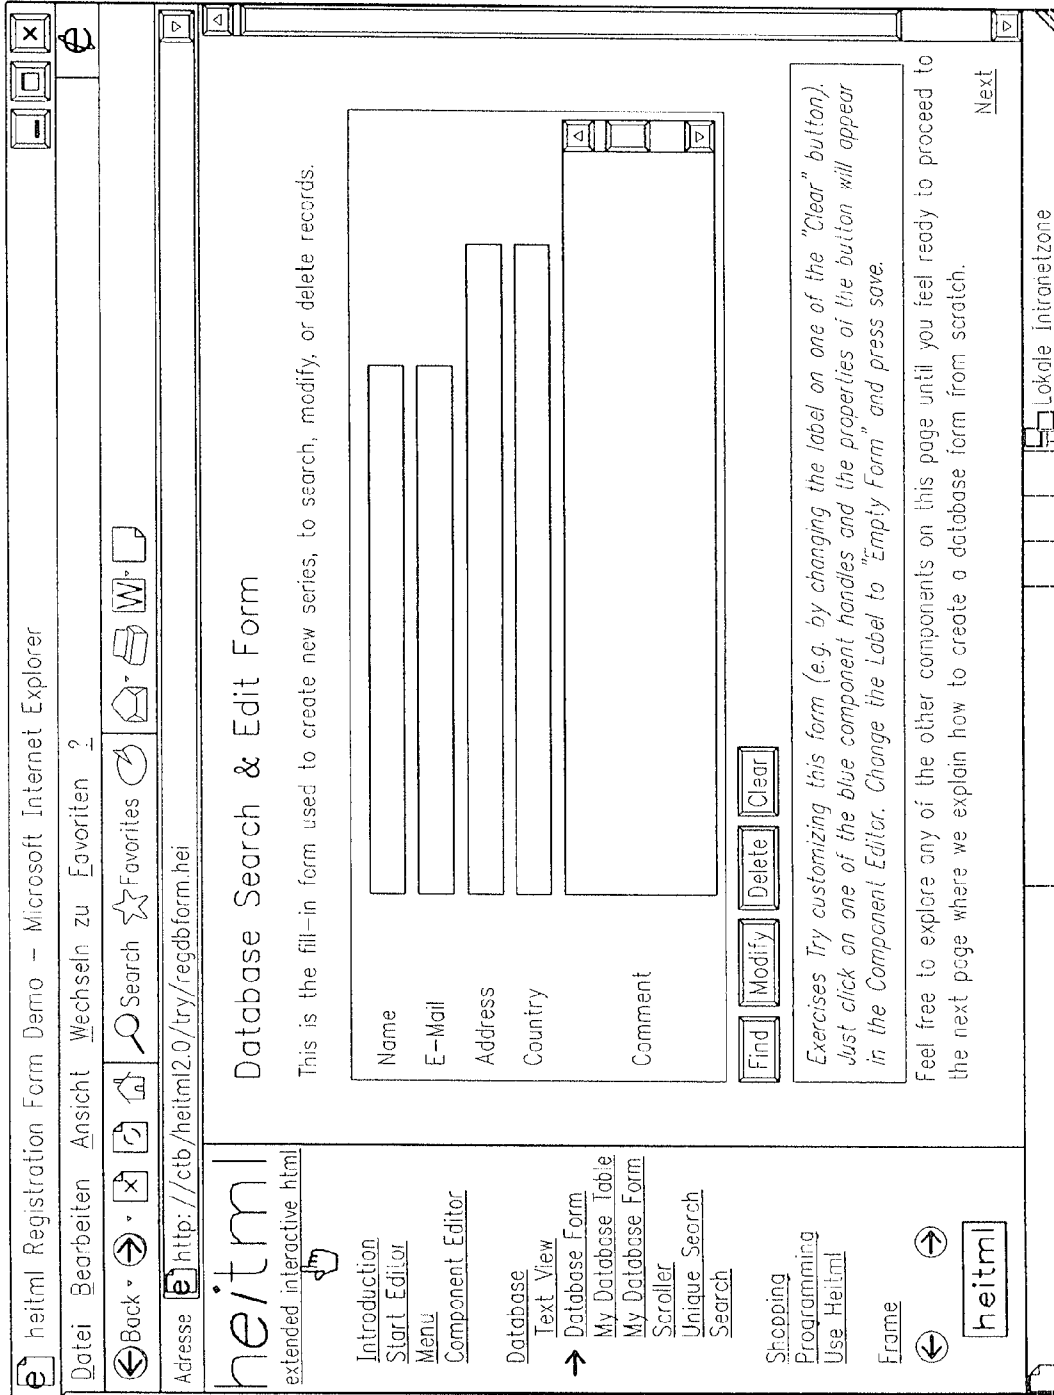 heitml Registration Form Demo – Microsoft Internet Explorer
Datei Bearbeiten Ansicht Wechseln zu Favoriten ?
Back Search Favorites W
Adresse http://ctb/heitml2.0/try/regdbform.hei
heitml
extended interactive html
Introduction
Start Editor
Menu
Component Editor
Database
Text View
Database Form
My Database Table
My Database Form
Scroller
Unique Search
Search
Shopping
Programming
Use Heitml
Frame
heitml
Database Search & Edit Form
This is the fill–in form used to create new series, to search, modify, or delete records.
Name
E–Mail
Address
Country
Comment
Find Modify Delete Clear
Exercises Try customizing this form (e.g. by changing the label on one of the "Clear" button).
Just click on one of the blue component handles and the properties of the button will appear
in the Component Editor. Change the Label to "Empty Form" and press save.
Feel free to explore any of the other components on this page until you feel ready to proceed to
the next page where we explain how to create a database form from scratch.
Next
Lokale Intranetzone